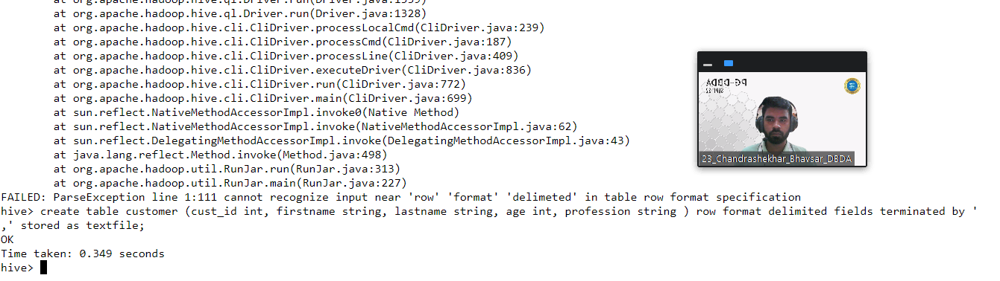 at org.apache.hadoop.hive.ql.Driver.run(Driver.java:1339)
at org.apache.hadoop.hive.ql.Driver.run(Driver.java:1328)
at org.apache.hadoop.hive.cli.CliDriver.processLocalCmd(CliDriver.java:239)
at org.apache.hadoop.hive.cli.CliDriver.processCmd(CliDriver.java:187)
at org.apache.hadoop.hive.cli.CliDriver.processLine(CliDriver.java:409)
at org.apache.hadoop.hive.cli.CliDriver.executeDriver(CliDriver.java:836)
at org.apache.hadoop.hive.cli.CliDriver.run(CliDriver.java:772)
at org.apache.hadoop.hive.cli.CliDriver.main(CliDriver.java:699)
at sun.reflect.NativeMethodAccessorImpl.invoke0(Native Method)
at sun.reflect.NativeMethodAccessorImpl.invoke(NativeMethodAccessorImpl.java:62)
at sun.reflect.DelegatingMethodAccessorImpl.invoke(DelegatingMethodAccessorImpl.java:43)
at java.lang.reflect.Method.invoke(Method.java:498)
at org.apache.hadoop.util.RunJar.run(RunJar.java:313)
at org.apache.hadoop.util.RunJar.main(RunJar.java:227)
FAILED: ParseException line 1:111 cannot recognize input near 'row' 'format' 'delimeted' in table row format specification
hive> create table customer (cust_id int, firstname string, lastname string, age int, profession string ) row format delimited fields terminated by '
,' stored as textfile;
OK
Time taken: 0.349 seconds
hive>
PG-DBDA
SEPT 22
23_Chandrashekhar_Bhavsar_DBDA